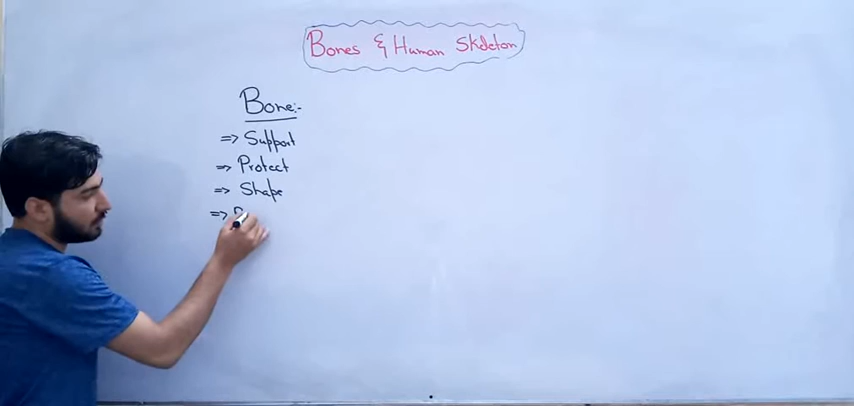 Bones & Human Skeleton
Bone:-
=> Support
=> Protect
=> Shape
=>